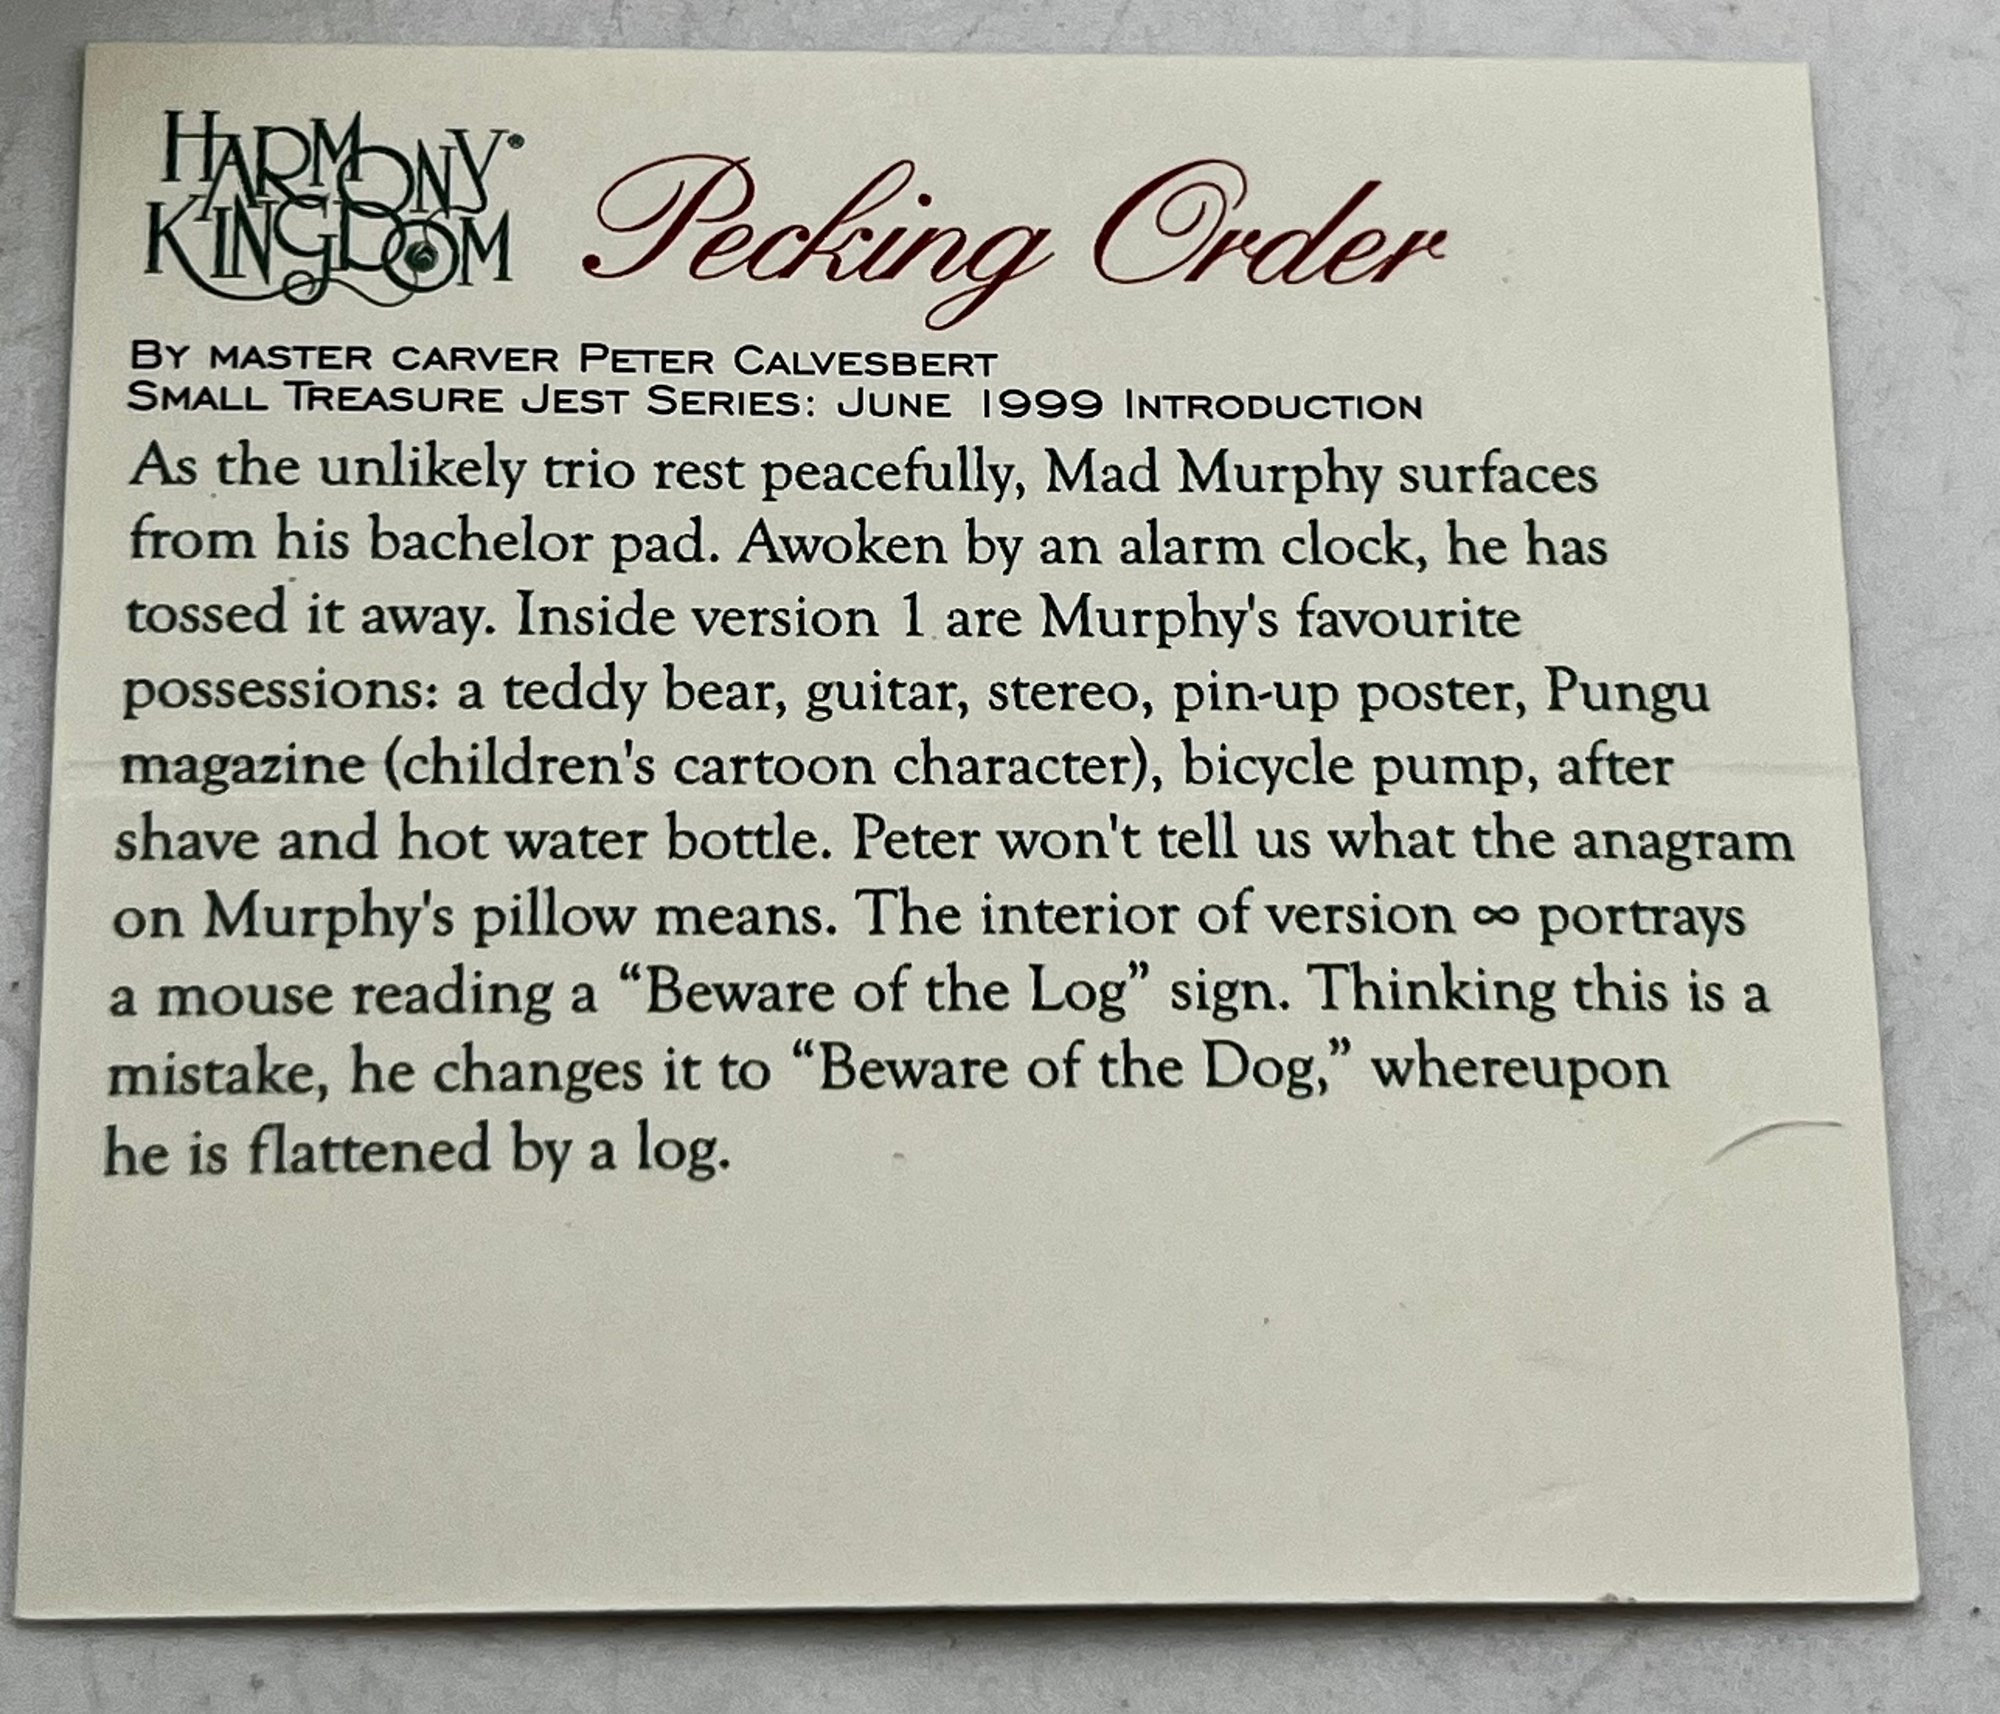 HARMONY®
KINGDOM
Pecking Order
BY MASTER CARVER PETER CALVESBERT
SMALL TREASURE JEST SERIES: JUNE 1999 INTRODUCTION
As the unlikely trio rest peacefully, Mad Murphy surfaces
from his bachelor pad. Awoken by an alarm clock, he has
tossed it away. Inside version 1 are Murphy's favourite
possessions: a teddy bear, guitar, stereo, pin-up poster, Pungu
magazine (children's cartoon character), bicycle pump, after
shave and hot water bottle. Peter won't tell us what the anagram
on Murphy's pillow means. The interior of version ∞ portrays
a mouse reading a “Beware of the Log” sign. Thinking this is a
mistake, he changes it to “Beware of the Dog,” whereupon
he is flattened by a log.